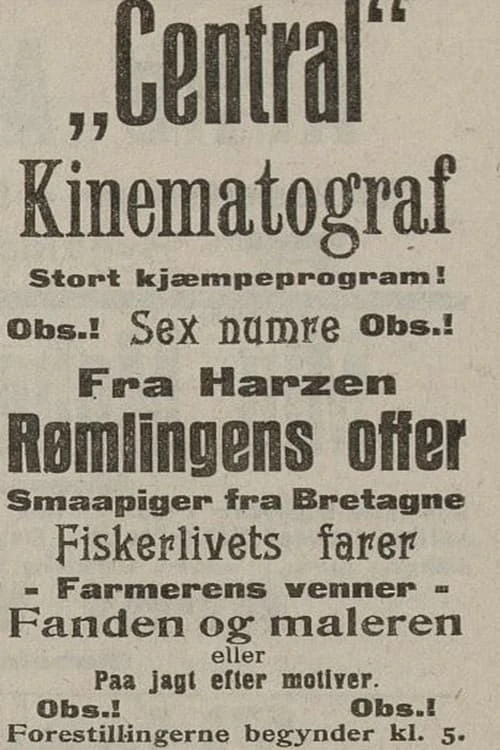 „Central“
Kinematograf
Stort kjæmpeprogram!
Obs.! Sex numre Obs.!
Fra Harzen
Rømlingens offer
Smaapiger fra Bretagne
Fiskerlivets farer
- Farmerens venner -
Fanden og maleren
eller
Paa jagt efter motiver.
Obs.! Obs.!
Forestillingerne begynder kl. 5.